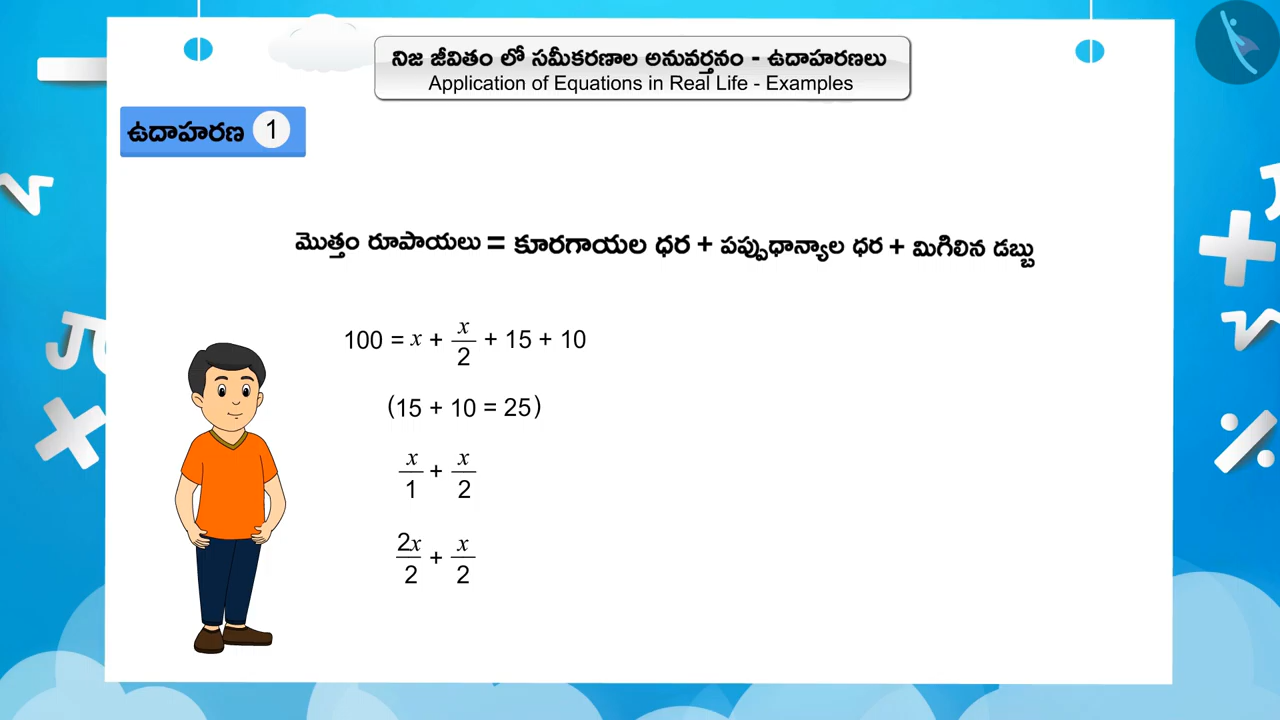 నిజ జీవితం లో సమీకరణాల అనువర్తనం - ఉదాహరణలు
Application of Equations in Real Life - Examples
ఉదాహరణ 1
మొత్తం రూపాయలు = కూరగాయల ధర + పప్పుధాన్యాల ధర + మిగిలిన డబ్బు
100 = x + x/2 + 15 + 10
(15 + 10 = 25)
x/1 + x/2
2x/2 + x/2